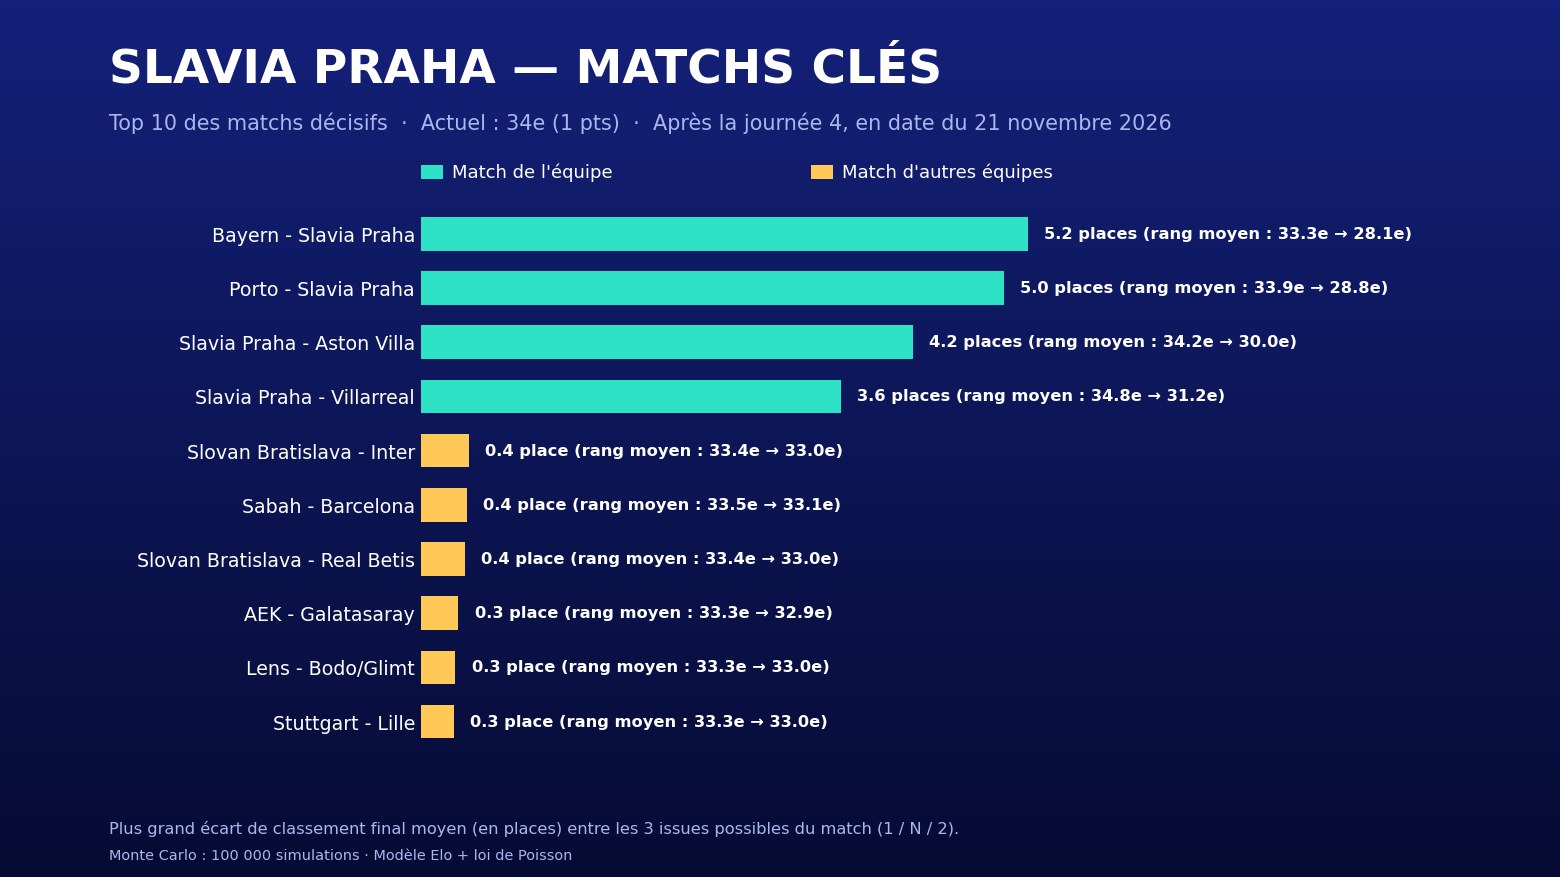 SLAVIA PRAHA — MATCHS CLÉS
Top 10 des matchs décisifs · Actuel : 34e (1 pts) · Après la journée 4, en date du 21 novembre 2026
Match de l'équipe Match d'autres équipes
Bayern - Slavia Praha 5.2 places (rang moyen : 33.3e → 28.1e)
Porto - Slavia Praha 5.0 places (rang moyen : 33.9e → 28.8e)
Slavia Praha - Aston Villa 4.2 places (rang moyen : 34.2e → 30.0e)
Slavia Praha - Villarreal 3.6 places (rang moyen : 34.8e → 31.2e)
Slovan Bratislava - Inter 0.4 place (rang moyen : 33.4e → 33.0e)
Sabah - Barcelona 0.4 place (rang moyen : 33.5e → 33.1e)
Slovan Bratislava - Real Betis 0.4 place (rang moyen : 33.4e → 33.0e)
AEK - Galatasaray 0.3 place (rang moyen : 33.3e → 32.9e)
Lens - Bodo/Glimt 0.3 place (rang moyen : 33.3e → 33.0e)
Stuttgart - Lille 0.3 place (rang moyen : 33.3e → 33.0e)
Plus grand écart de classement final moyen (en places) entre les 3 issues possibles du match (1 / N / 2).
Monte Carlo : 100 000 simulations · Modèle Elo + loi de Poisson